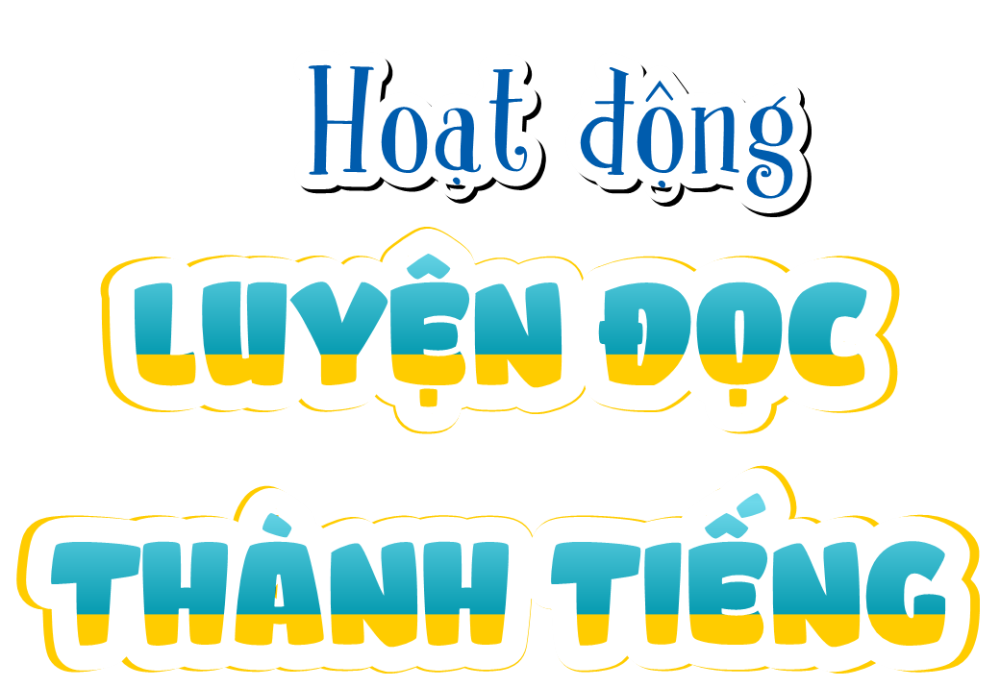 Hoạt động
LUYỆN ĐỌC
THÀNH TIẾNG